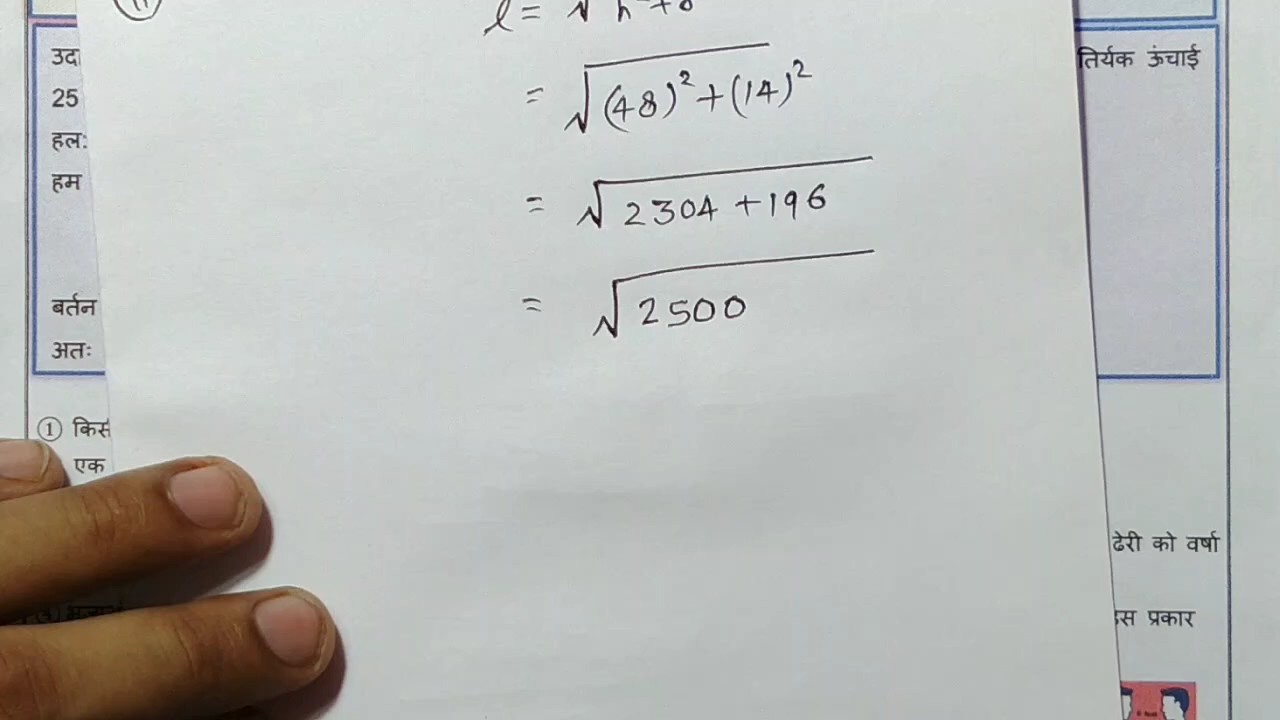 l = √
उदा
तिर्यक ऊंचाई
= √(48)² + (14)²
25
हल:
हम
= √2304 + 196
बर्तन
= √2500
अतः
① किस
एक
ढेरी को वर्षा
इस प्रकार